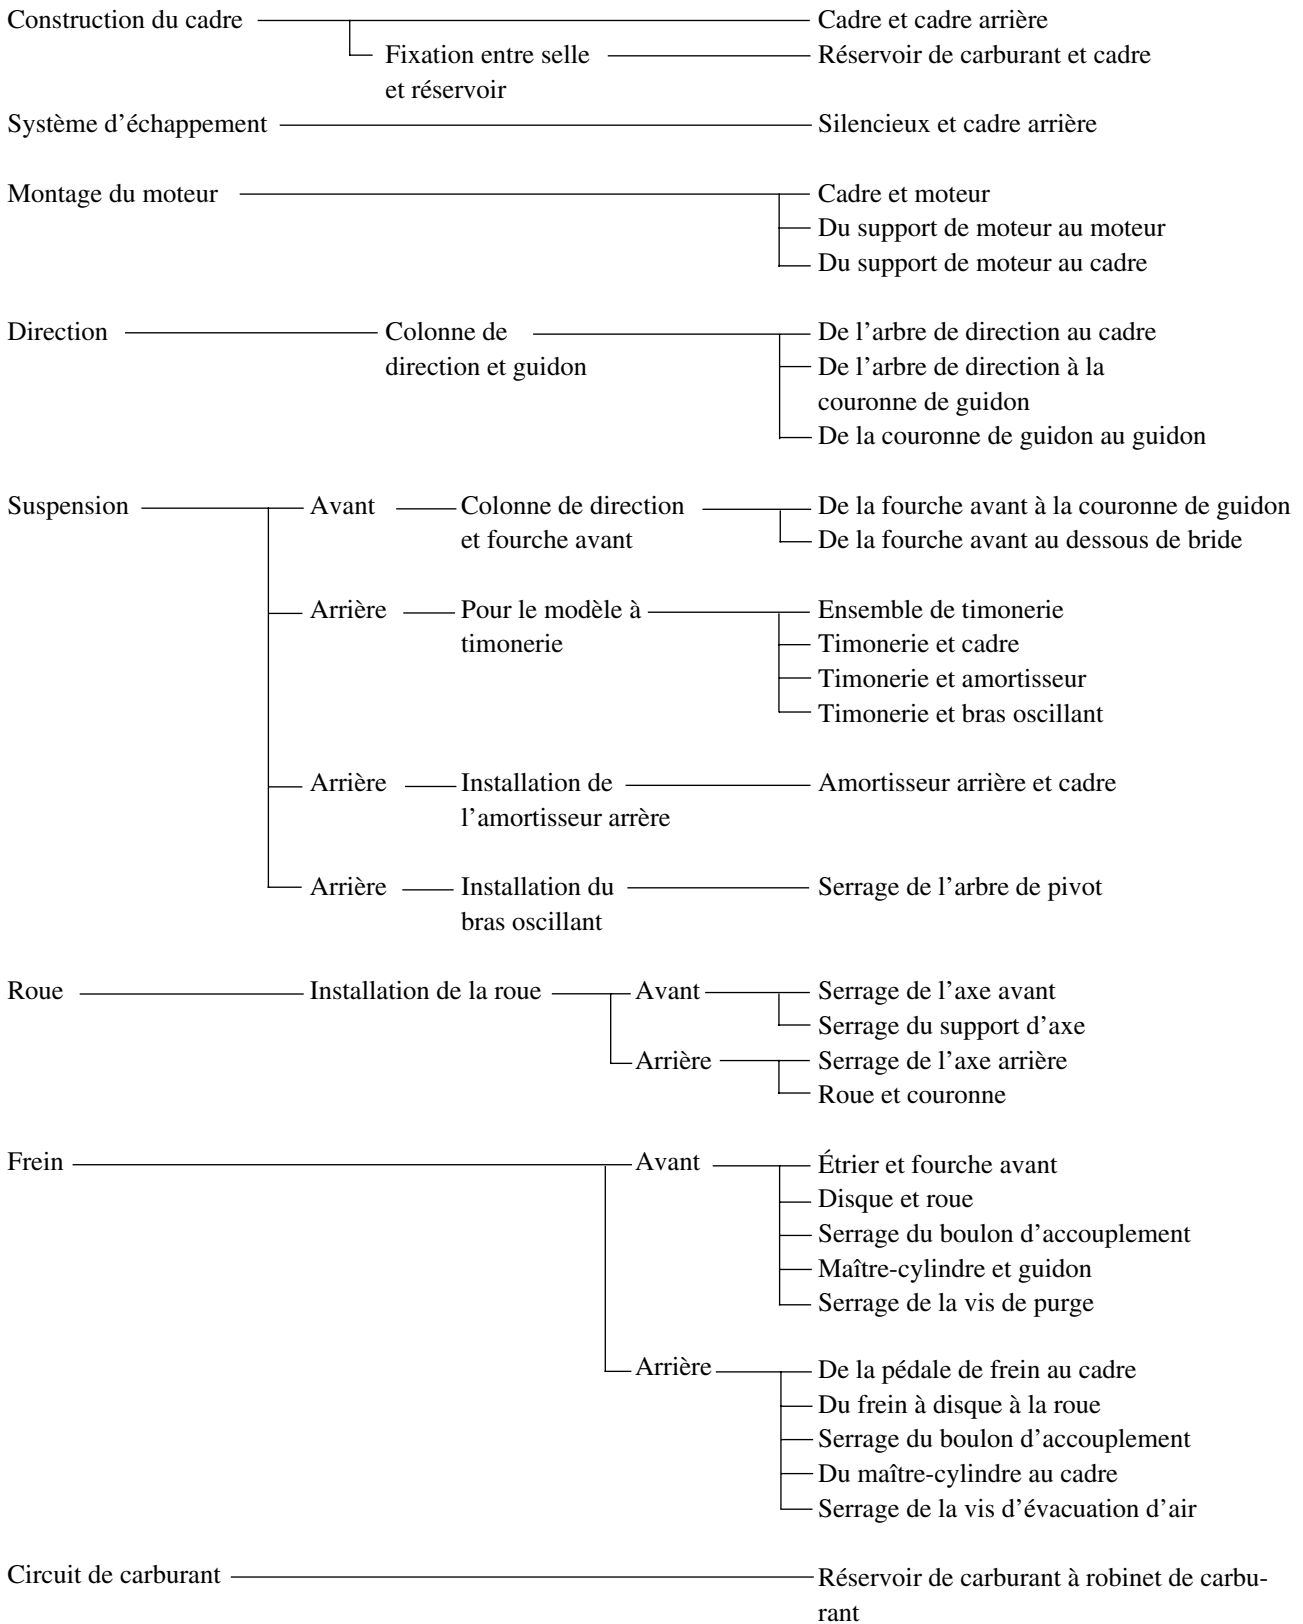 Construction du cadre Cadre et cadre arrière
Fixation entre selle Réservoir de carburant et cadre
et réservoir
Système d'échappement Silencieux et cadre arrière
Montage du moteur Cadre et moteur
Du support de moteur au moteur
Du support de moteur au cadre
Direction Colonne de De l'arbre de direction au cadre
direction et guidon De l'arbre de direction à la
couronne de guidon
De la couronne de guidon au guidon
Suspension Avant Colonne de direction De la fourche avant à la couronne de guidon
et fourche avant De la fourche avant au dessous de bride
Arrière Pour le modèle à Ensemble de timonerie
timonerie Timonerie et cadre
Timonerie et amortisseur
Timonerie et bras oscillant
Arrière Installation de Amortisseur arrière et cadre
l'amortisseur arrère
Arrière Installation du Serrage de l'arbre de pivot
bras oscillant
Roue Installation de la roue Avant Serrage de l'axe avant
Serrage du support d'axe
Arrière Serrage de l'axe arrière
Roue et couronne
Frein Avant Étrier et fourche avant
Disque et roue
Serrage du boulon d'accouplement
Maître-cylindre et guidon
Serrage de la vis de purge
Arrière De la pédale de frein au cadre
Du frein à disque à la roue
Serrage du boulon d'accouplement
Du maître-cylindre au cadre
Serrage de la vis d'évacuation d'air
Circuit de carburant Réservoir de carburant à robinet de carbu-
rant